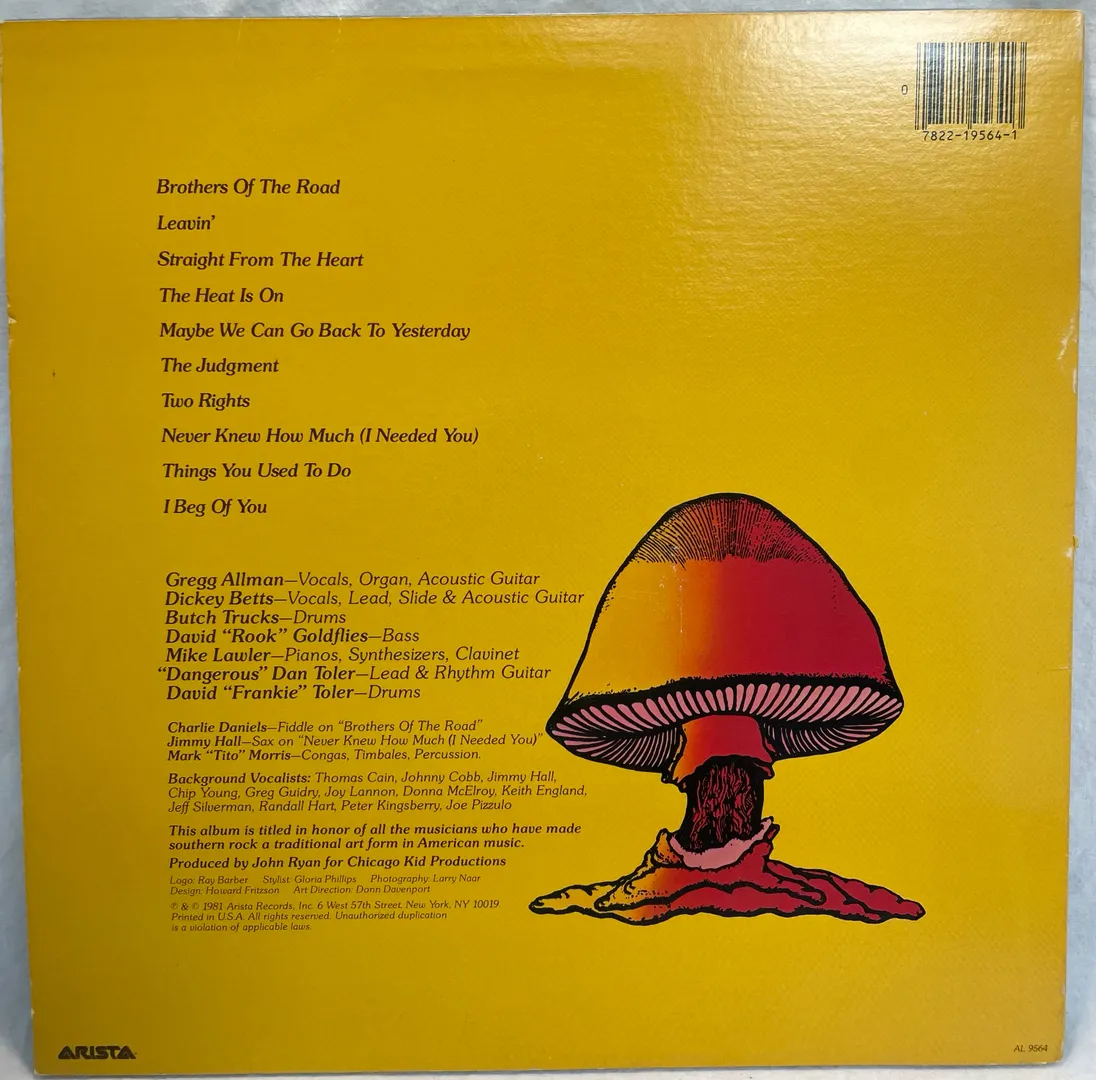 0
7822-19564-1
Brothers Of The Road
Leavin'
Straight From The Heart
The Heat Is On
Maybe We Can Go Back To Yesterday
The Judgment
Two Rights
Never Knew How Much (I Needed You)
Things You Used To Do
I Beg Of You
Gregg Allman—Vocals, Organ, Acoustic Guitar
Dickey Betts—Vocals, Lead, Slide & Acoustic Guitar
Butch Trucks—Drums
David “Rook” Goldflies—Bass
Mike Lawler—Pianos, Synthesizers, Clavinet
“Dangerous” Dan Toler—Lead & Rhythm Guitar
David “Frankie” Toler—Drums
Charlie Daniels—Fiddle on “Brothers Of The Road”
Jimmy Hall—Sax on “Never Knew How Much (I Needed You)”
Mark “Tito” Morris—Congas, Timbales, Percussion.
Background Vocalists: Thomas Cain, Johnny Cobb, Jimmy Hall,
Chip Young, Greg Guidry, Joy Lannon, Donna McElroy, Keith England,
Jeff Silverman, Randall Hart, Peter Kingsberry, Joe Pizzulo
This album is titled in honor of all the musicians who have made
southern rock a traditional art form in American music.
Produced by John Ryan for Chicago Kid Productions
Logo: Ray Barber Stylist: Gloria Phillips Photography: Larry Naar
Design: Howard Fritzson Art Direction: Donn Davenport
℗ & © 1981 Arista Records, Inc. 6 West 57th Street, New York, NY 10019
Printed in U.S.A. All rights reserved. Unauthorized duplication
is a violation of applicable laws.
ARISTA
AL 9564